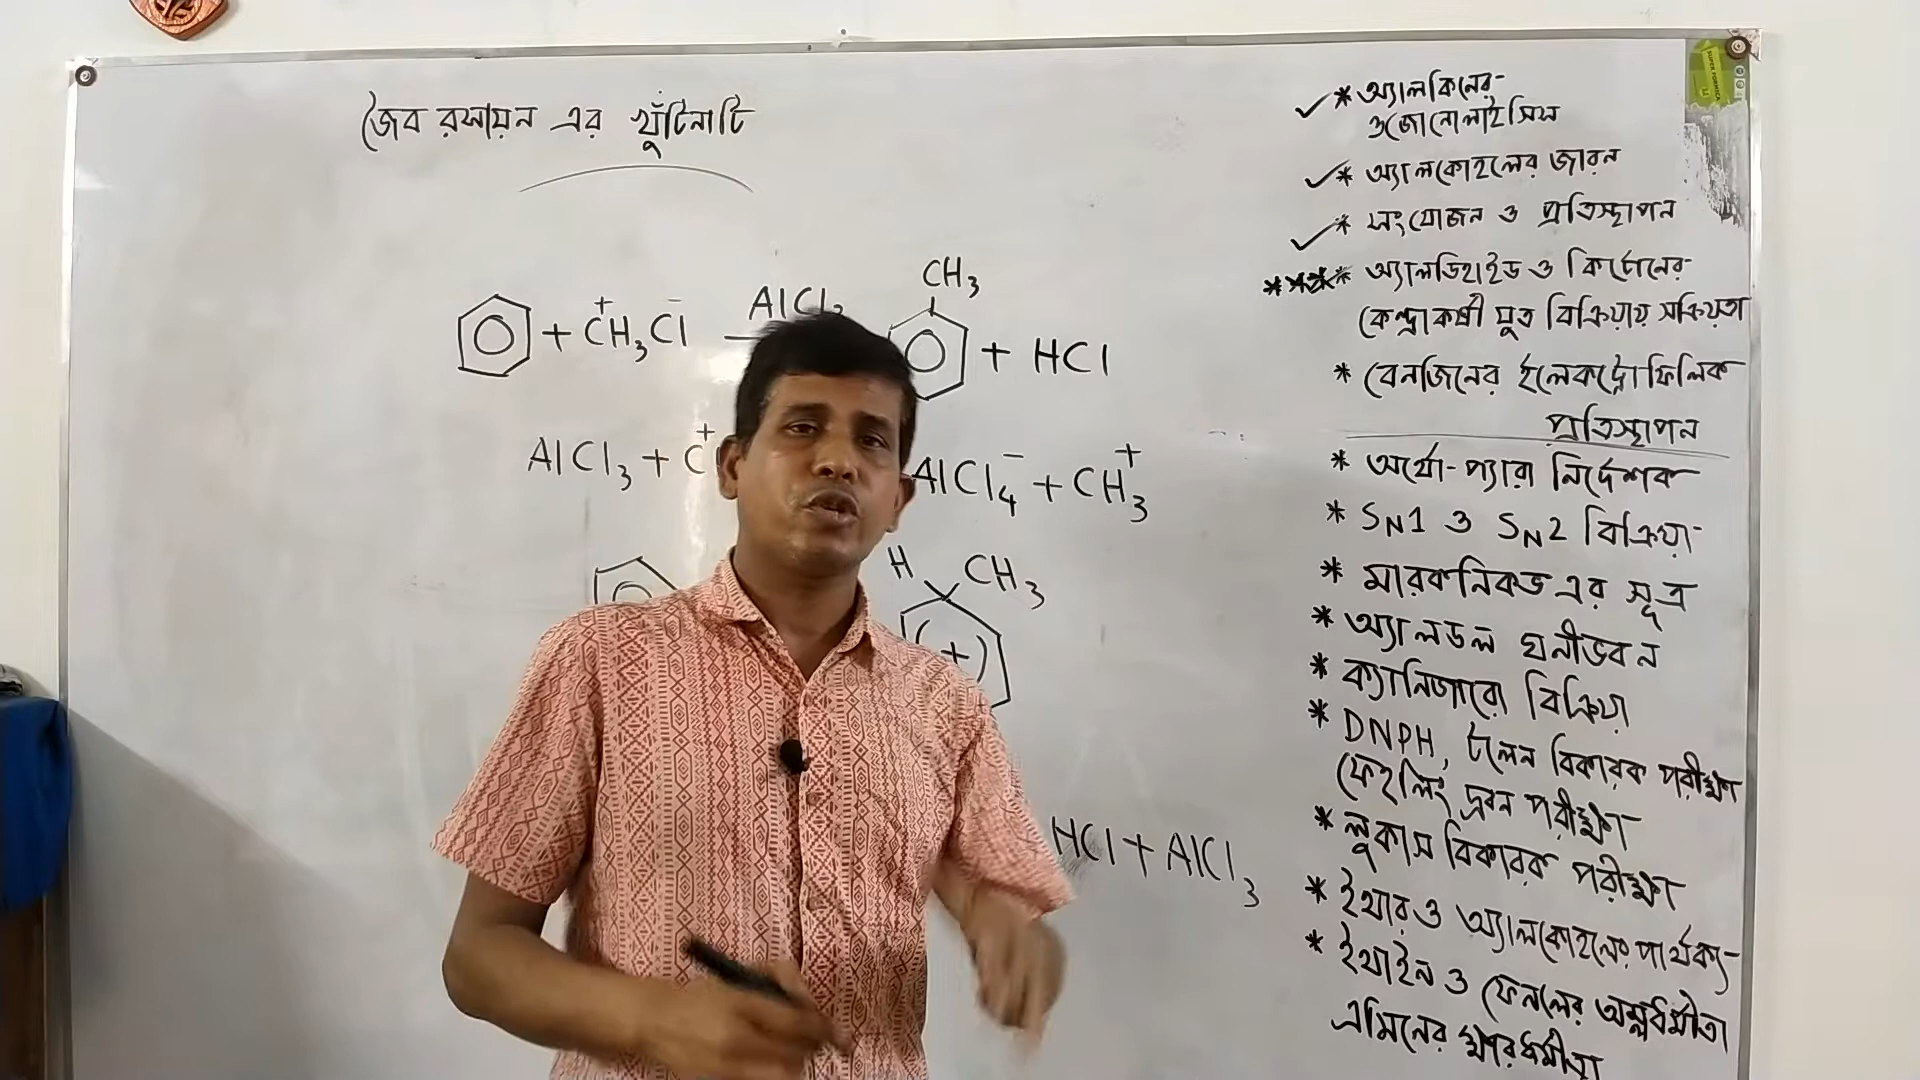 জৈব রসায়ন এর খুঁটিনাটি
CH3
+ CH3Cl AlCl3 + HCl
AlCl3 + C AlCl4- + CH3+
H CH3
(+)
HCl + AlCl3
✓* অ্যালকিনের-
ওজোনোলাইসিস
✓* অ্যালকোহলের জারন
✓* সংযোজন ও প্রতিস্থাপন
**** অ্যালডিহাইড ও কিটোনের
কেন্দ্রাকর্ষী যুত বিক্রিয়ায় সক্রিয়তা
* বেনজিনের ইলেকট্রোফিলিক
প্রতিস্থাপন
* অর্থো-প্যারা নির্দেশক
* SN1 ও SN2 বিক্রিয়া
* মারকনিকভ এর সূত্র
* অ্যালডল ঘনীভবন
* ক্যানিজারো বিক্রিয়া
* DNPH, টলেন বিকারক পরীক্ষা
ফেহলিং দ্রবন পরীক্ষা
* লুকাস বিকারক পরীক্ষা
* ইথার ও অ্যালকোহলের পার্থক্য-
* ইথাইন ও ফেনলের অম্লধর্মীতা
এমিনের ক্ষারধর্মীতা